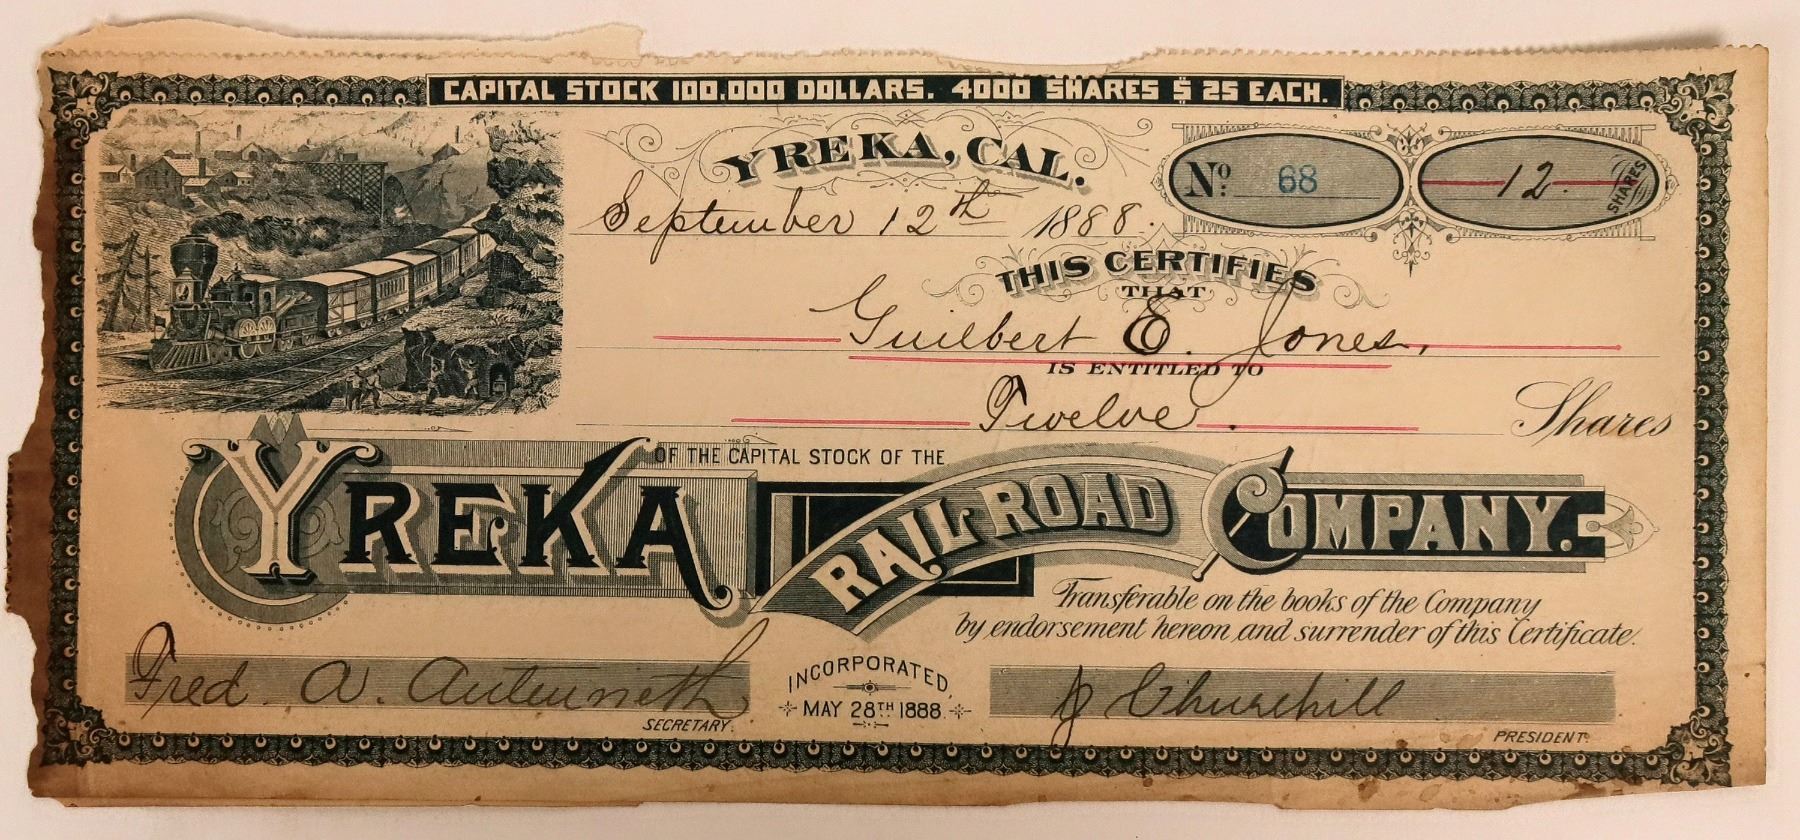 CAPITAL STOCK 100,000 DOLLARS. 4000 SHARES $ 25 EACH.
YREKA, CAL.
Nº 68
12. SHARES
September 12th 1888.
THIS CERTIFIES
THAT
Guilbert E. Jones,
IS ENTITLED TO
Twelve. Shares
OF THE CAPITAL STOCK OF THE
YREKA RAILROAD COMPANY.
Transferable on the books of the Company
by endorsement hereon and surrender of this Certificate.
Fred. A. Autenrieth
SECRETARY.
INCORPORATED,
MAY 28TH 1888.
J Churchill
PRESIDENT.